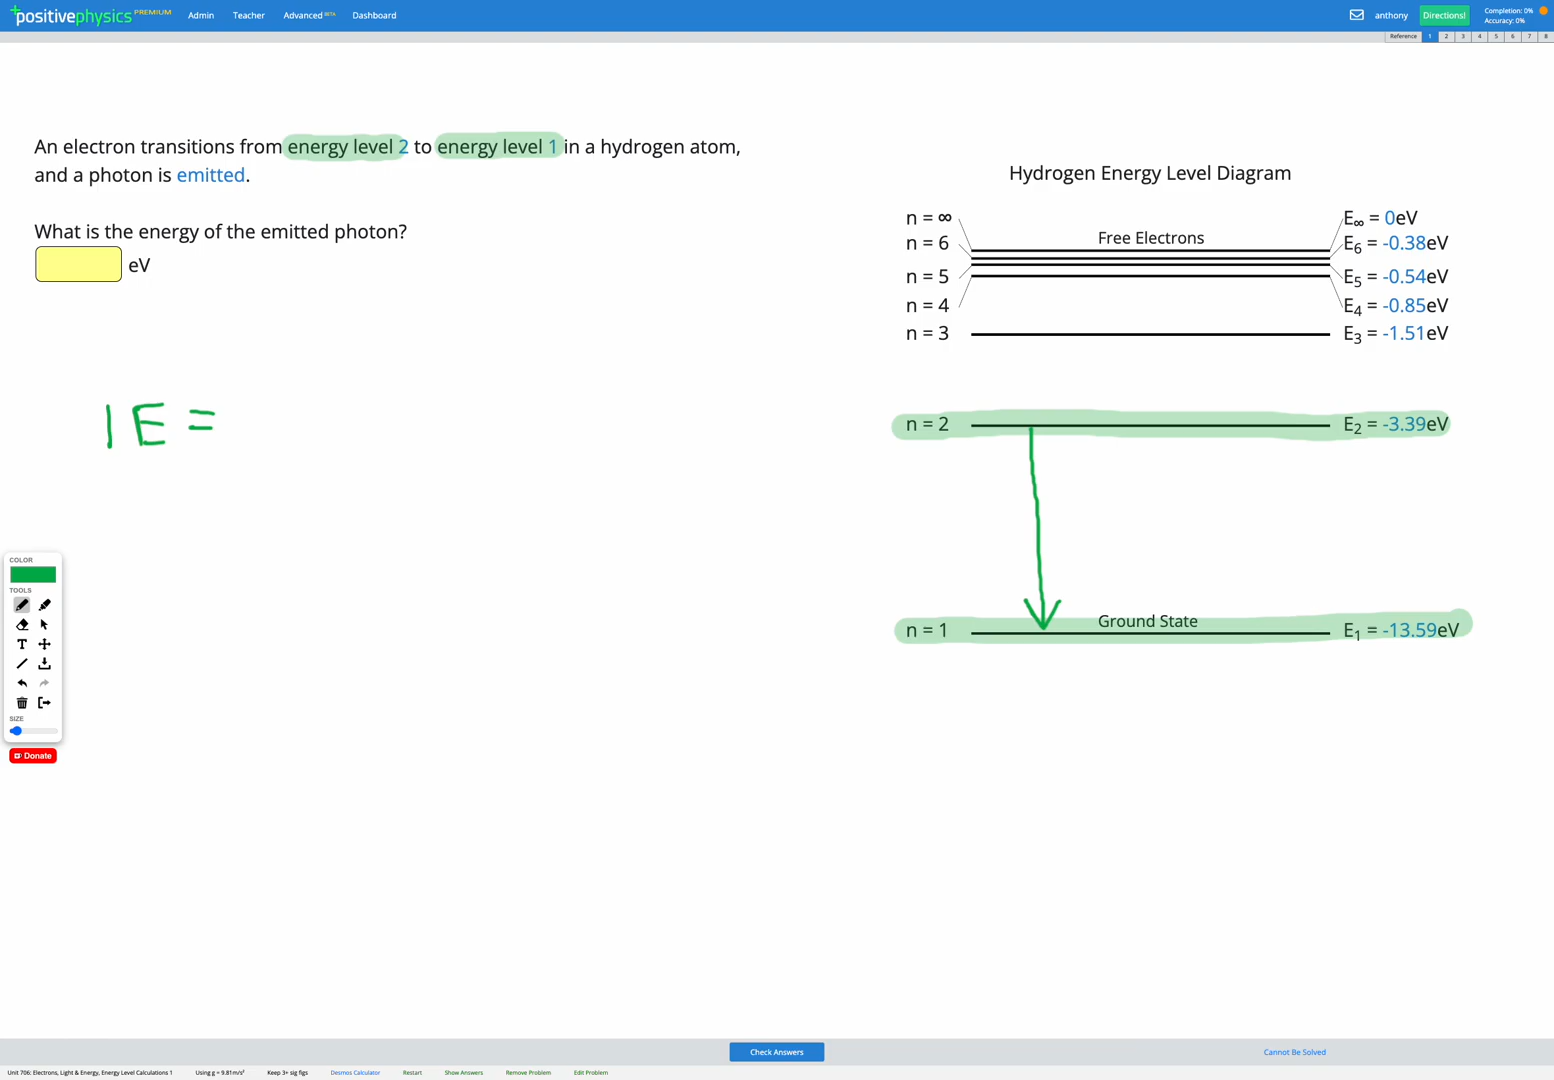 +positivephysics PREMIUM Admin Teacher Advanced BETA Dashboard anthony Directions! Completion: 0%
Accuracy: 0%
Reference 1 2 3 4 5 6 7 8
An electron transitions from energy level 2 to energy level 1 in a hydrogen atom,
and a photon is emitted.
What is the energy of the emitted photon?
eV
Hydrogen Energy Level Diagram
n = ∞ E∞ = 0eV
n = 6 Free Electrons E6 = -0.38eV
n = 5 E5 = -0.54eV
n = 4 E4 = -0.85eV
n = 3 E3 = -1.51eV
| E =
n = 2 E2 = -3.39eV
n = 1 Ground State E1 = -13.59eV
COLOR
TOOLS
T
SIZE
Donate
Check Answers Cannot Be Solved
Unit 706: Electrons, Light & Energy, Energy Level Calculations 1 Using g = 9.81m/s² Keep 3+ sig figs Desmos Calculator Restart Show Answers Remove Problem Edit Problem